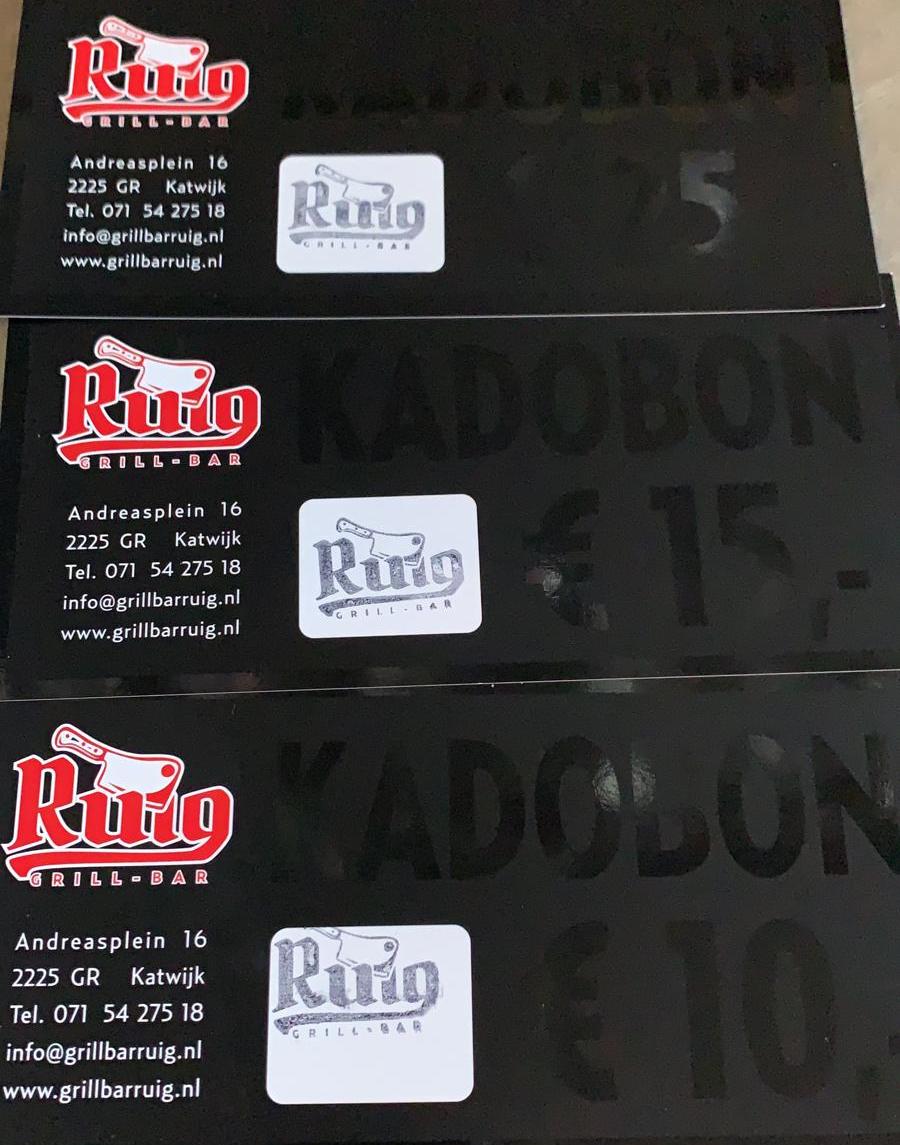 Ruig
GRILL-BAR
Andreasplein 16
2225 GR Katwijk
Tel. 071 54 275 18
info@grillbarruig.nl
www.grillbarruig.nl
Ruig
GRILL-BAR
KADOBON
Ruig
GRILL-BAR
Andreasplein 16
2225 GR Katwijk
Tel. 071 54 275 18
info@grillbarruig.nl
www.grillbarruig.nl
Ruig
GRILL-BAR
KADOBON
€ 15,-
Ruig
GRILL-BAR
Andreasplein 16
2225 GR Katwijk
Tel. 071 54 275 18
info@grillbarruig.nl
www.grillbarruig.nl
Ruig
GRILL-BAR
KADOBON
€ 10,-